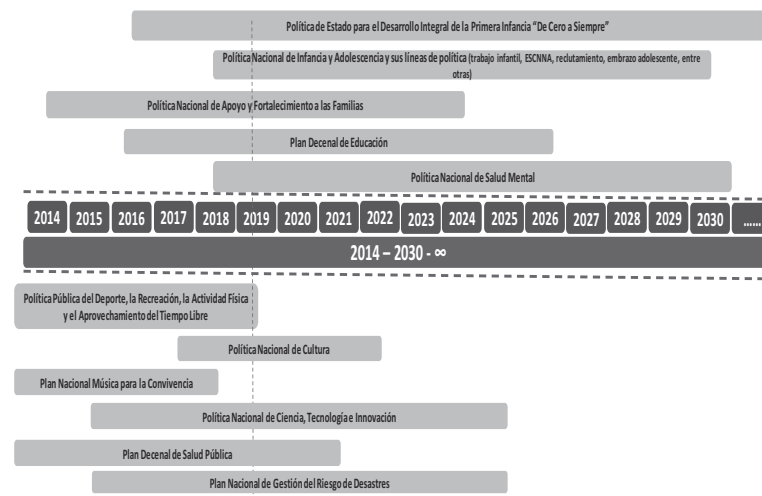 Política de Estado para el Desarrollo Integral de la Primera Infancia “De Cero a Siempre”
Política Nacional de Infancia y Adolescencia y sus líneas de política (trabajo infantil, ESCNNA, reclutamiento, embrazo adolescente, entre
otras)
Política Nacional de Apoyo y Fortalecimiento a las Familias
Plan Decenal de Educación
Política Nacional de Salud Mental
2014 2015 2016 2017 2018 2019 2020 2021 2022 2023 2024 2025 2026 2027 2028 2029 2030 ......
2014 – 2030 - ∞
Política Pública del Deporte, la Recreación, la Actividad Física
y el Aprovechamiento del Tiempo Libre
Política Nacional de Cultura
Plan Nacional Música para la Convivencia
Política Nacional de Ciencia, Tecnología e Innovación
Plan Decenal de Salud Pública
Plan Nacional de Gestión del Riesgo de Desastres